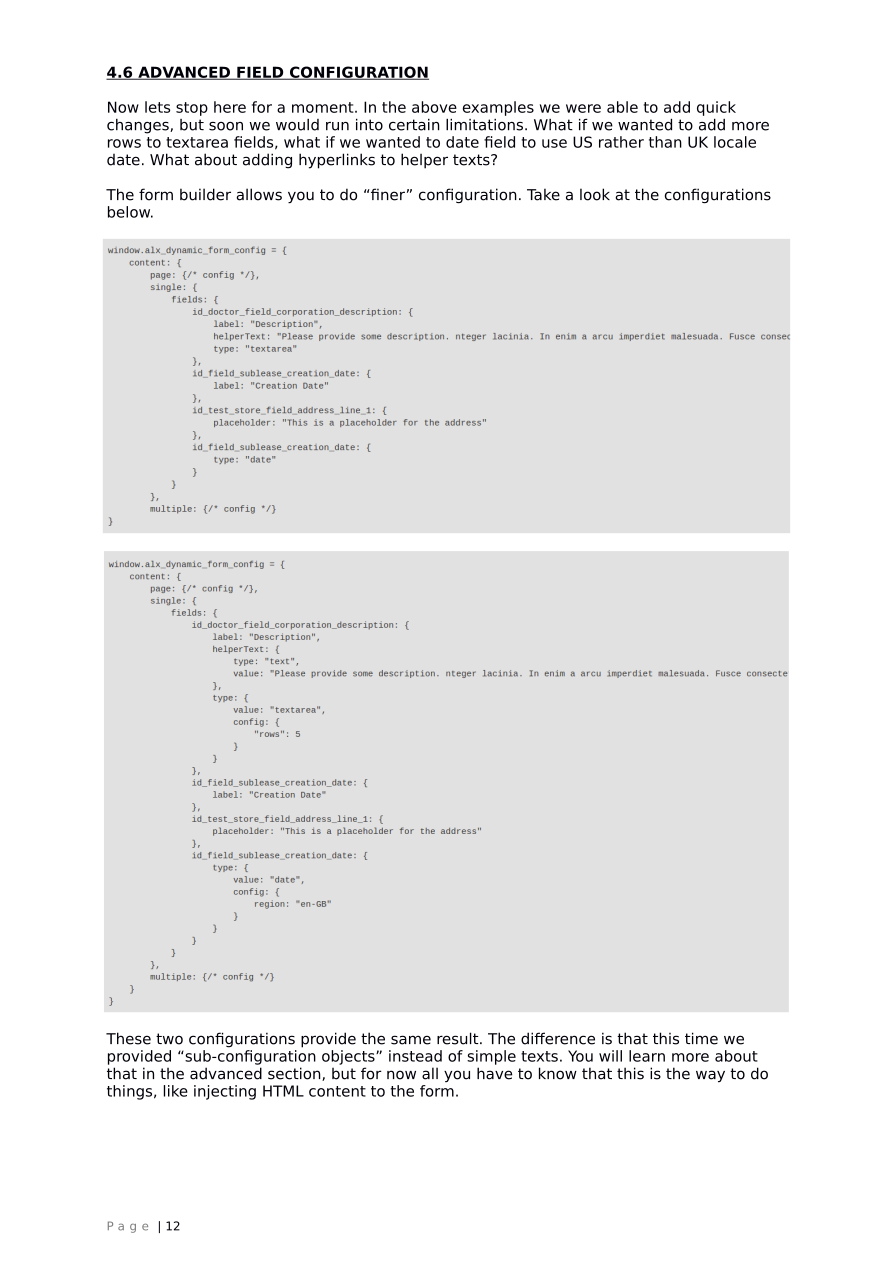 4.6 ADVANCED FIELD CONFIGURATION
Now lets stop here for a moment. In the above examples we were able to add quick
changes, but soon we would run into certain limitations. What if we wanted to add more
rows to textarea fields, what if we wanted to date field to use US rather than UK locale
date. What about adding hyperlinks to helper texts?
The form builder allows you to do “finer” configuration. Take a look at the configurations
below.
window.alx_dynamic_form_config = {
    content: {
        page: {/* config */},
        single: {
            fields: {
                id_doctor_field_corporation_description: {
                    label: "Description",
                    helperText: "Please provide some description. nteger lacinia. In enim a arcu imperdiet malesuada. Fusce consec
                    type: "textarea"
                },
                id_field_sublease_creation_date: {
                    label: "Creation Date"
                },
                id_test_store_field_address_line_1: {
                    placeholder: "This is a placeholder for the address"
                },
                id_field_sublease_creation_date: {
                    type: "date"
                }
            }
        },
        multiple: {/* config */}
}
window.alx_dynamic_form_config = {
    content: {
        page: {/* config */},
        single: {
            fields: {
                id_doctor_field_corporation_description: {
                    label: "Description",
                    helperText: {
                        type: "text",
                        value: "Please provide some description. nteger lacinia. In enim a arcu imperdiet malesuada. Fusce consecte
                    },
                    type: {
                        value: "textarea",
                        config: {
                            "rows": 5
                        }
                    }
                },
                id_field_sublease_creation_date: {
                    label: "Creation Date"
                },
                id_test_store_field_address_line_1: {
                    placeholder: "This is a placeholder for the address"
                },
                id_field_sublease_creation_date: {
                    type: {
                        value: "date",
                        config: {
                            region: "en-GB"
                        }
                    }
                }
            }
        },
        multiple: {/* config */}
    }
}
These two configurations provide the same result. The difference is that this time we
provided “sub-configuration objects” instead of simple texts. You will learn more about
that in the advanced section, but for now all you have to know that this is the way to do
things, like injecting HTML content to the form.
Page | 12